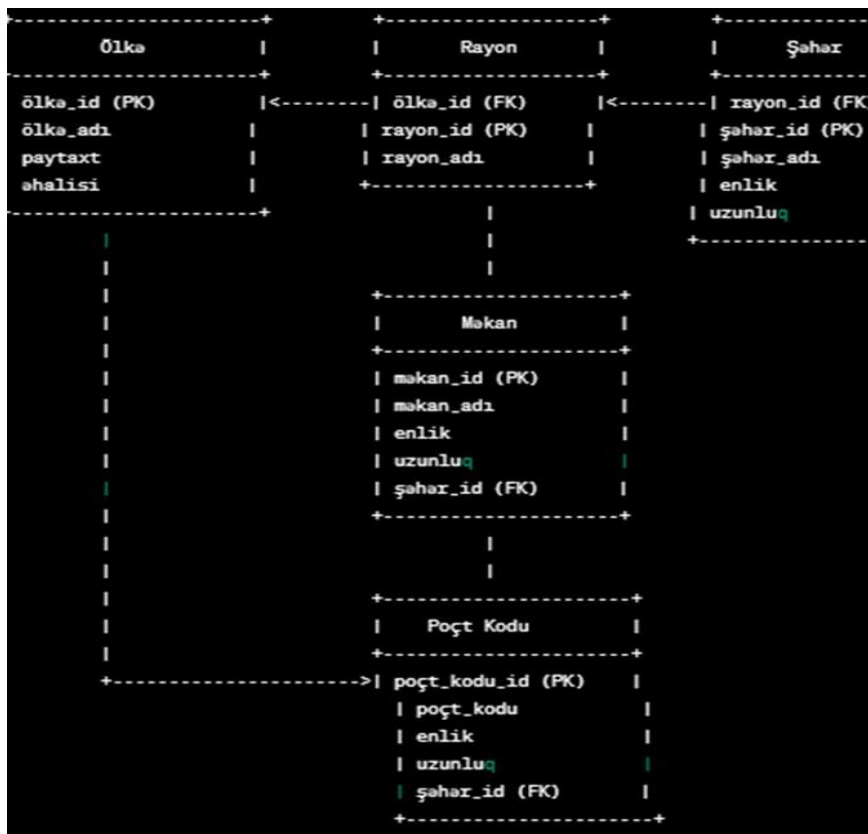 Ölkə
ölkə_id (PK)
ölkə_adı
paytaxt
əhalisi
Rayon
ölkə_id (FK)
rayon_id (PK)
rayon_adı
Şəhər
rayon_id (FK
şəhər_id (PK)
şəhər_adı
enlik
uzunluq
Məkan
məkan_id (PK)
məkan_adı
enlik
uzunluq
şəhər_id (FK)
Poçt Kodu
poçt_kodu_id (PK)
poçt_kodu
enlik
uzunluq
şəhər_id (FK)